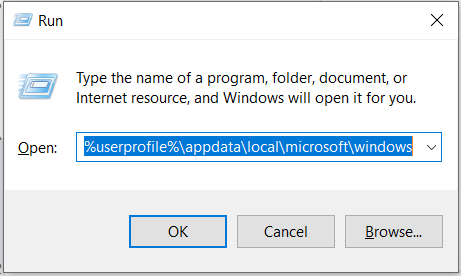 Run
Type the name of a program, folder, document, or
Internet resource, and Windows will open it for you.
Open: %userprofile%\appdata\local\microsoft\windows
OK Cancel Browse...